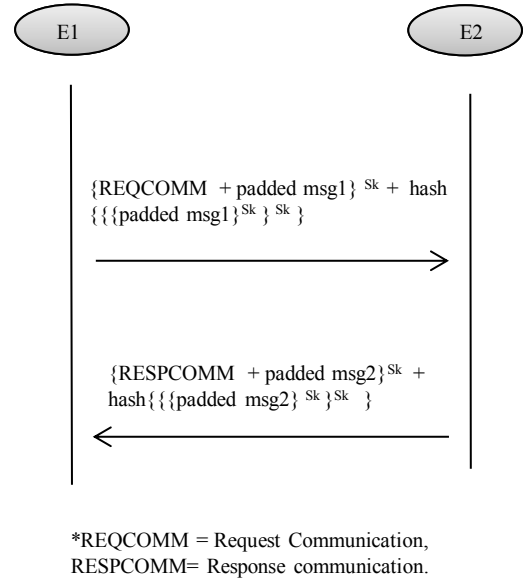 E1 E2
{REQCOMM + padded msg1} Sk + hash
{{{padded msg1}Sk } Sk }
{RESPCOMM + padded msg2}Sk +
hash{{{padded msg2} Sk }Sk }
*REQCOMM = Request Communication,
RESPCOMM= Response communication.